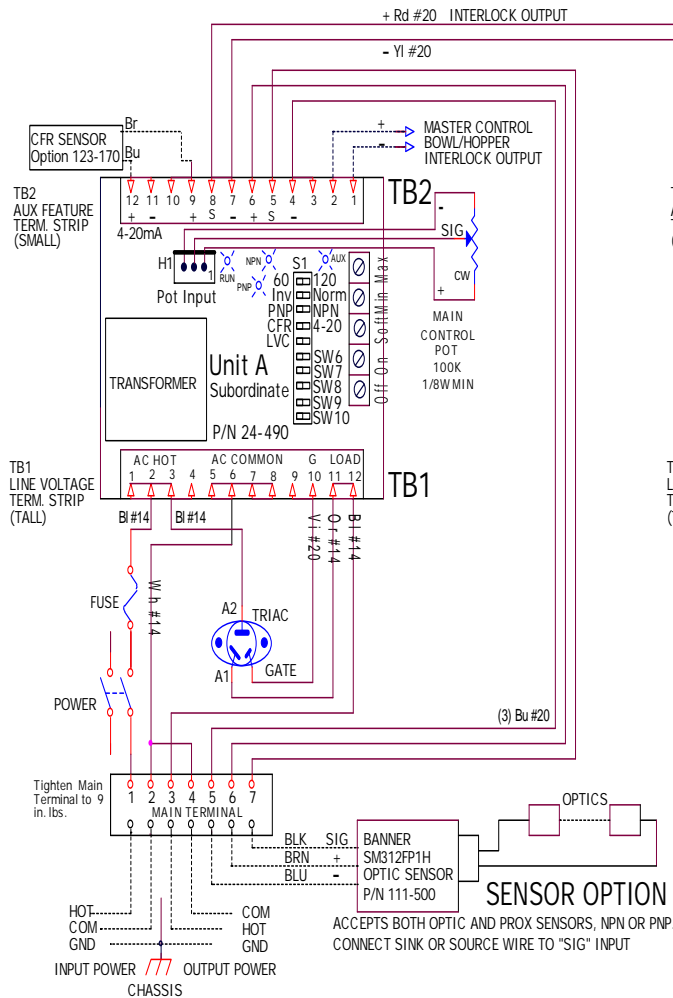 + Rd #20 INTERLOCK OUTPUT
- Yl #20
CFR SENSOR
Option 123-170
Br
Bu
+ MASTER CONTROL
- BOWL/HOPPER
INTERLOCK OUTPUT
TB2
AUX FEATURE
TERM. STRIP
(SMALL)
12 11 10 9 8 7 6 5 4 3 2 1
+ - + S - + S -
4-20mA
TB2
H1
1
Pot Input
RUN
NPN
PNP
AUX
S1
60 120
Inv Norm
PNP NPN
CFR 4-20
LVC
SW6
SW7
SW8
SW9
SW10
Off On Soft Min Max
-
SIG
CW
+
MAIN
CONTROL
POT
100K
1/8W MIN
TRANSFORMER
Unit A
Subordinate
P/N 24-490
TB1
LINE VOLTAGE
TERM. STRIP
(TALL)
AC HOT AC COMMON G LOAD
1 2 3 4 5 6 7 8 9 10 11 12
TB1
Bl #14
Bl #14
Wh #14
Vi #20
Or #14
Bl #14
FUSE
A2
TRIAC
A1
GATE
POWER
(3) Bu #20
Tighten Main
Terminal to 9
in. lbs.
1 2 3 4 5 6 7
MAIN TERMINAL
BLK SIG
BRN +
BLU -
BANNER
SM312FP1H
OPTIC SENSOR
P/N 111-500
OPTICS
SENSOR OPTION
ACCEPTS BOTH OPTIC AND PROX SENSORS, NPN OR PNP.
CONNECT SINK OR SOURCE WIRE TO "SIG" INPUT
HOT COM
COM HOT
GND GND
INPUT POWER OUTPUT POWER
CHASSIS